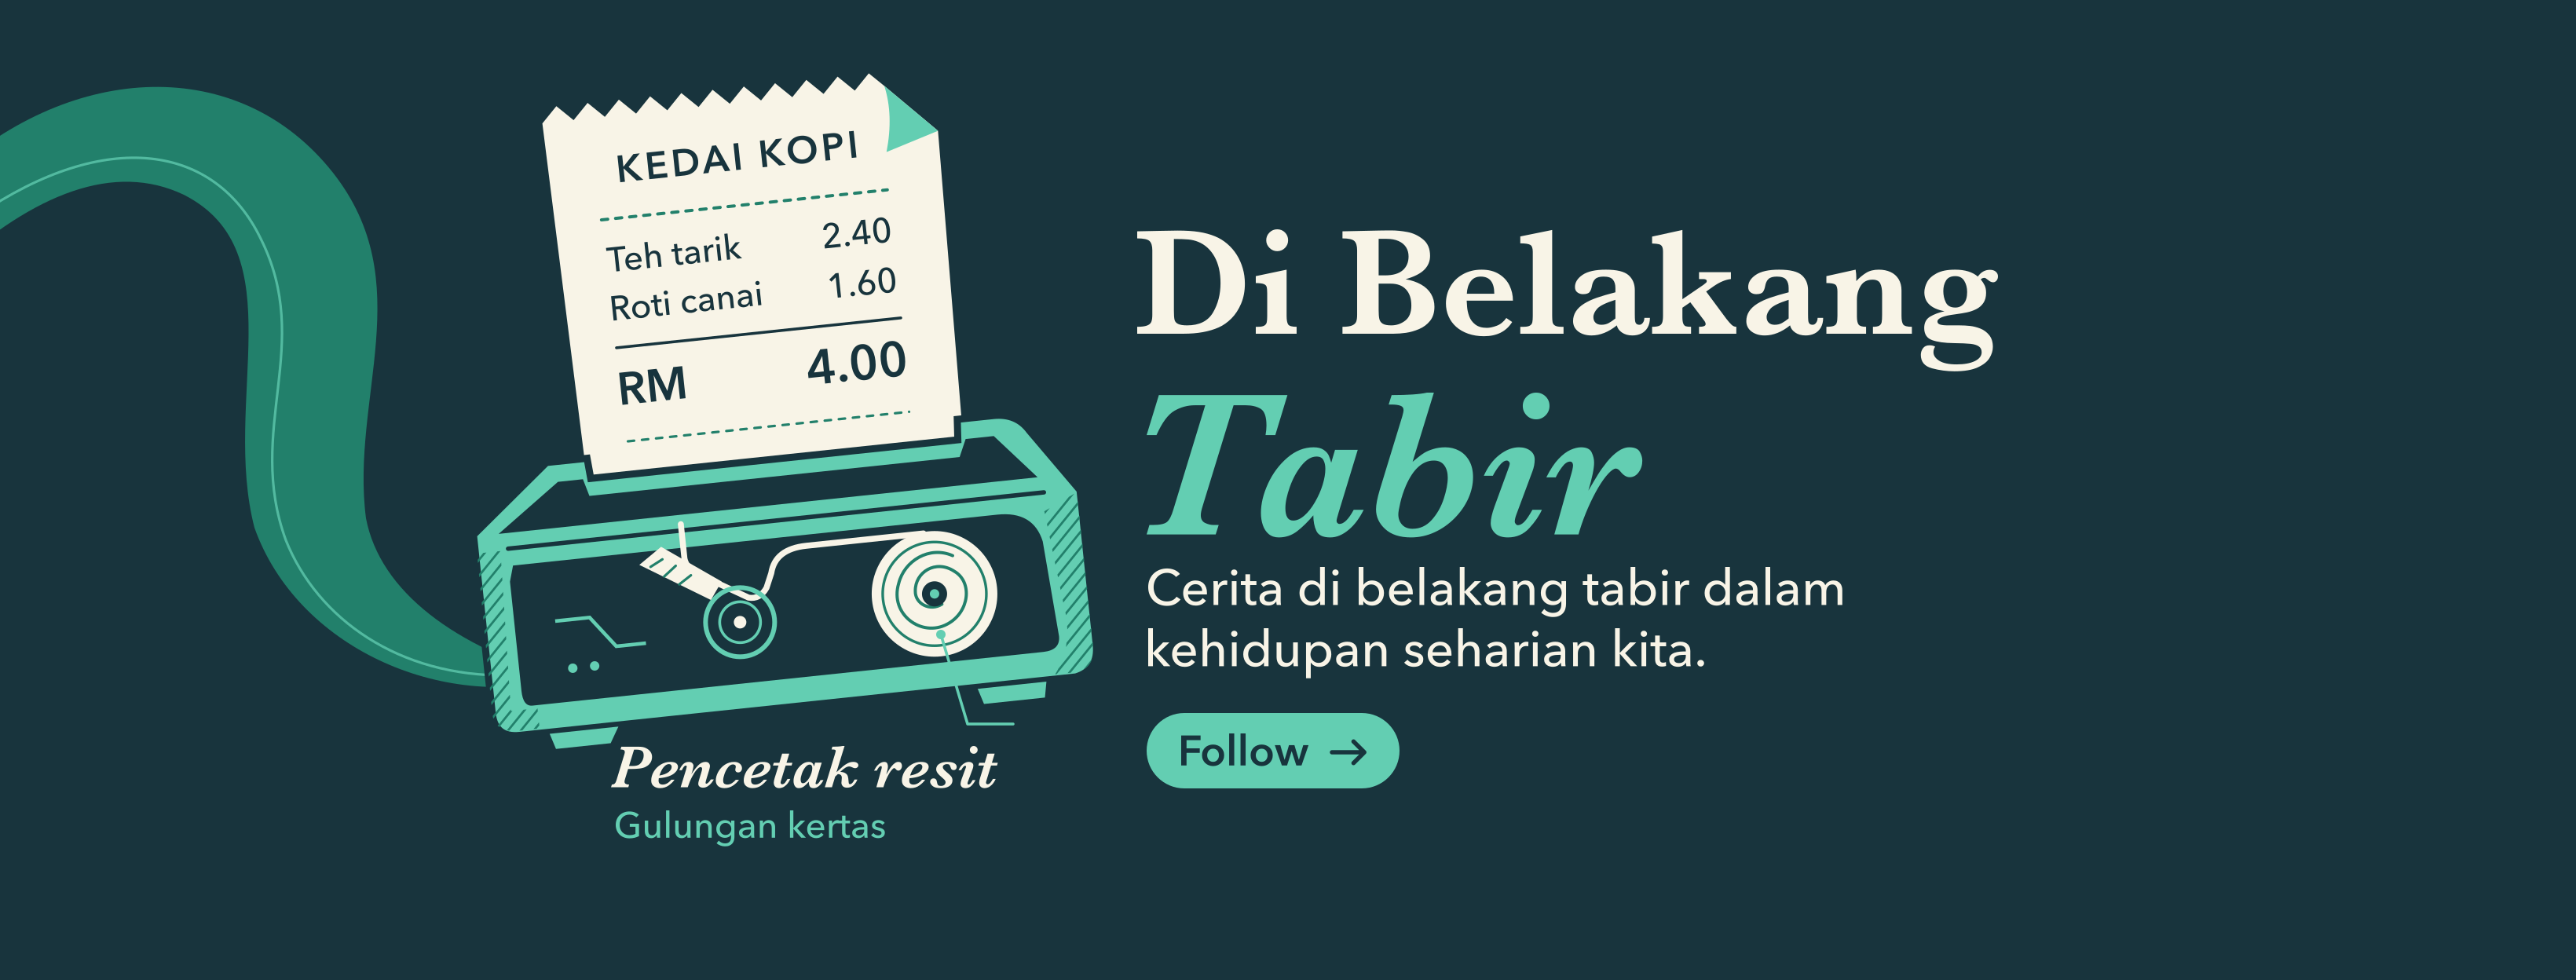 KEDAI KOPI
Teh tarik 2.40
Roti canai 1.60
RM 4.00
Pencetak resit
Gulungan kertas
Di Belakang
Tabir
Cerita di belakang tabir dalam
kehidupan seharian kita.
Follow →